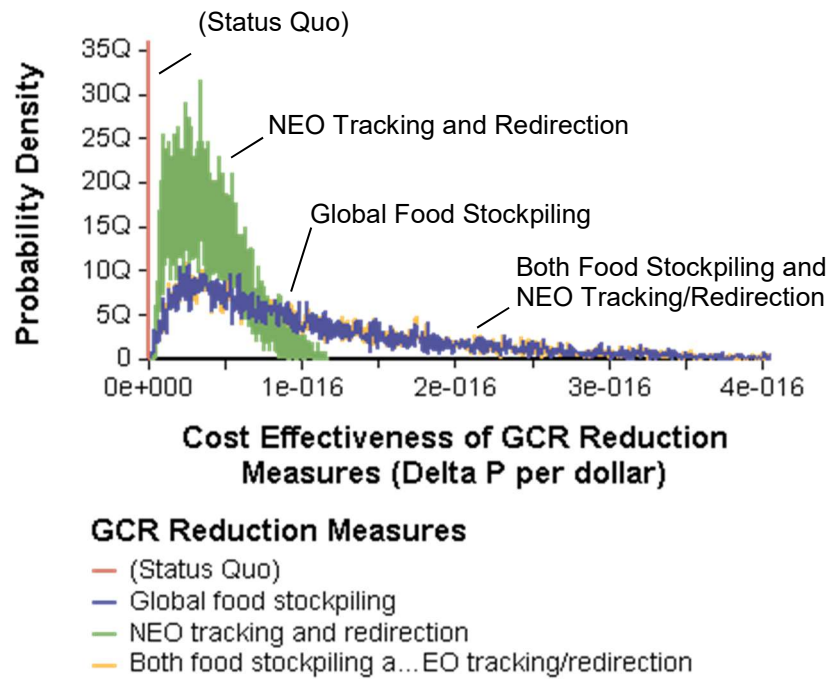 (Status Quo)
35Q
30Q
NEO Tracking and Redirection
25Q
20Q
Global Food Stockpiling
15Q
10Q
Both Food Stockpiling and
NEO Tracking/Redirection
5Q
0
Probability Density
0e+000 1e-016 2e-016 3e-016 4e-016
Cost Effectiveness of GCR Reduction
Measures (Delta P per dollar)
GCR Reduction Measures
(Status Quo)
Global food stockpiling
NEO tracking and redirection
Both food stockpiling a...EO tracking/redirection